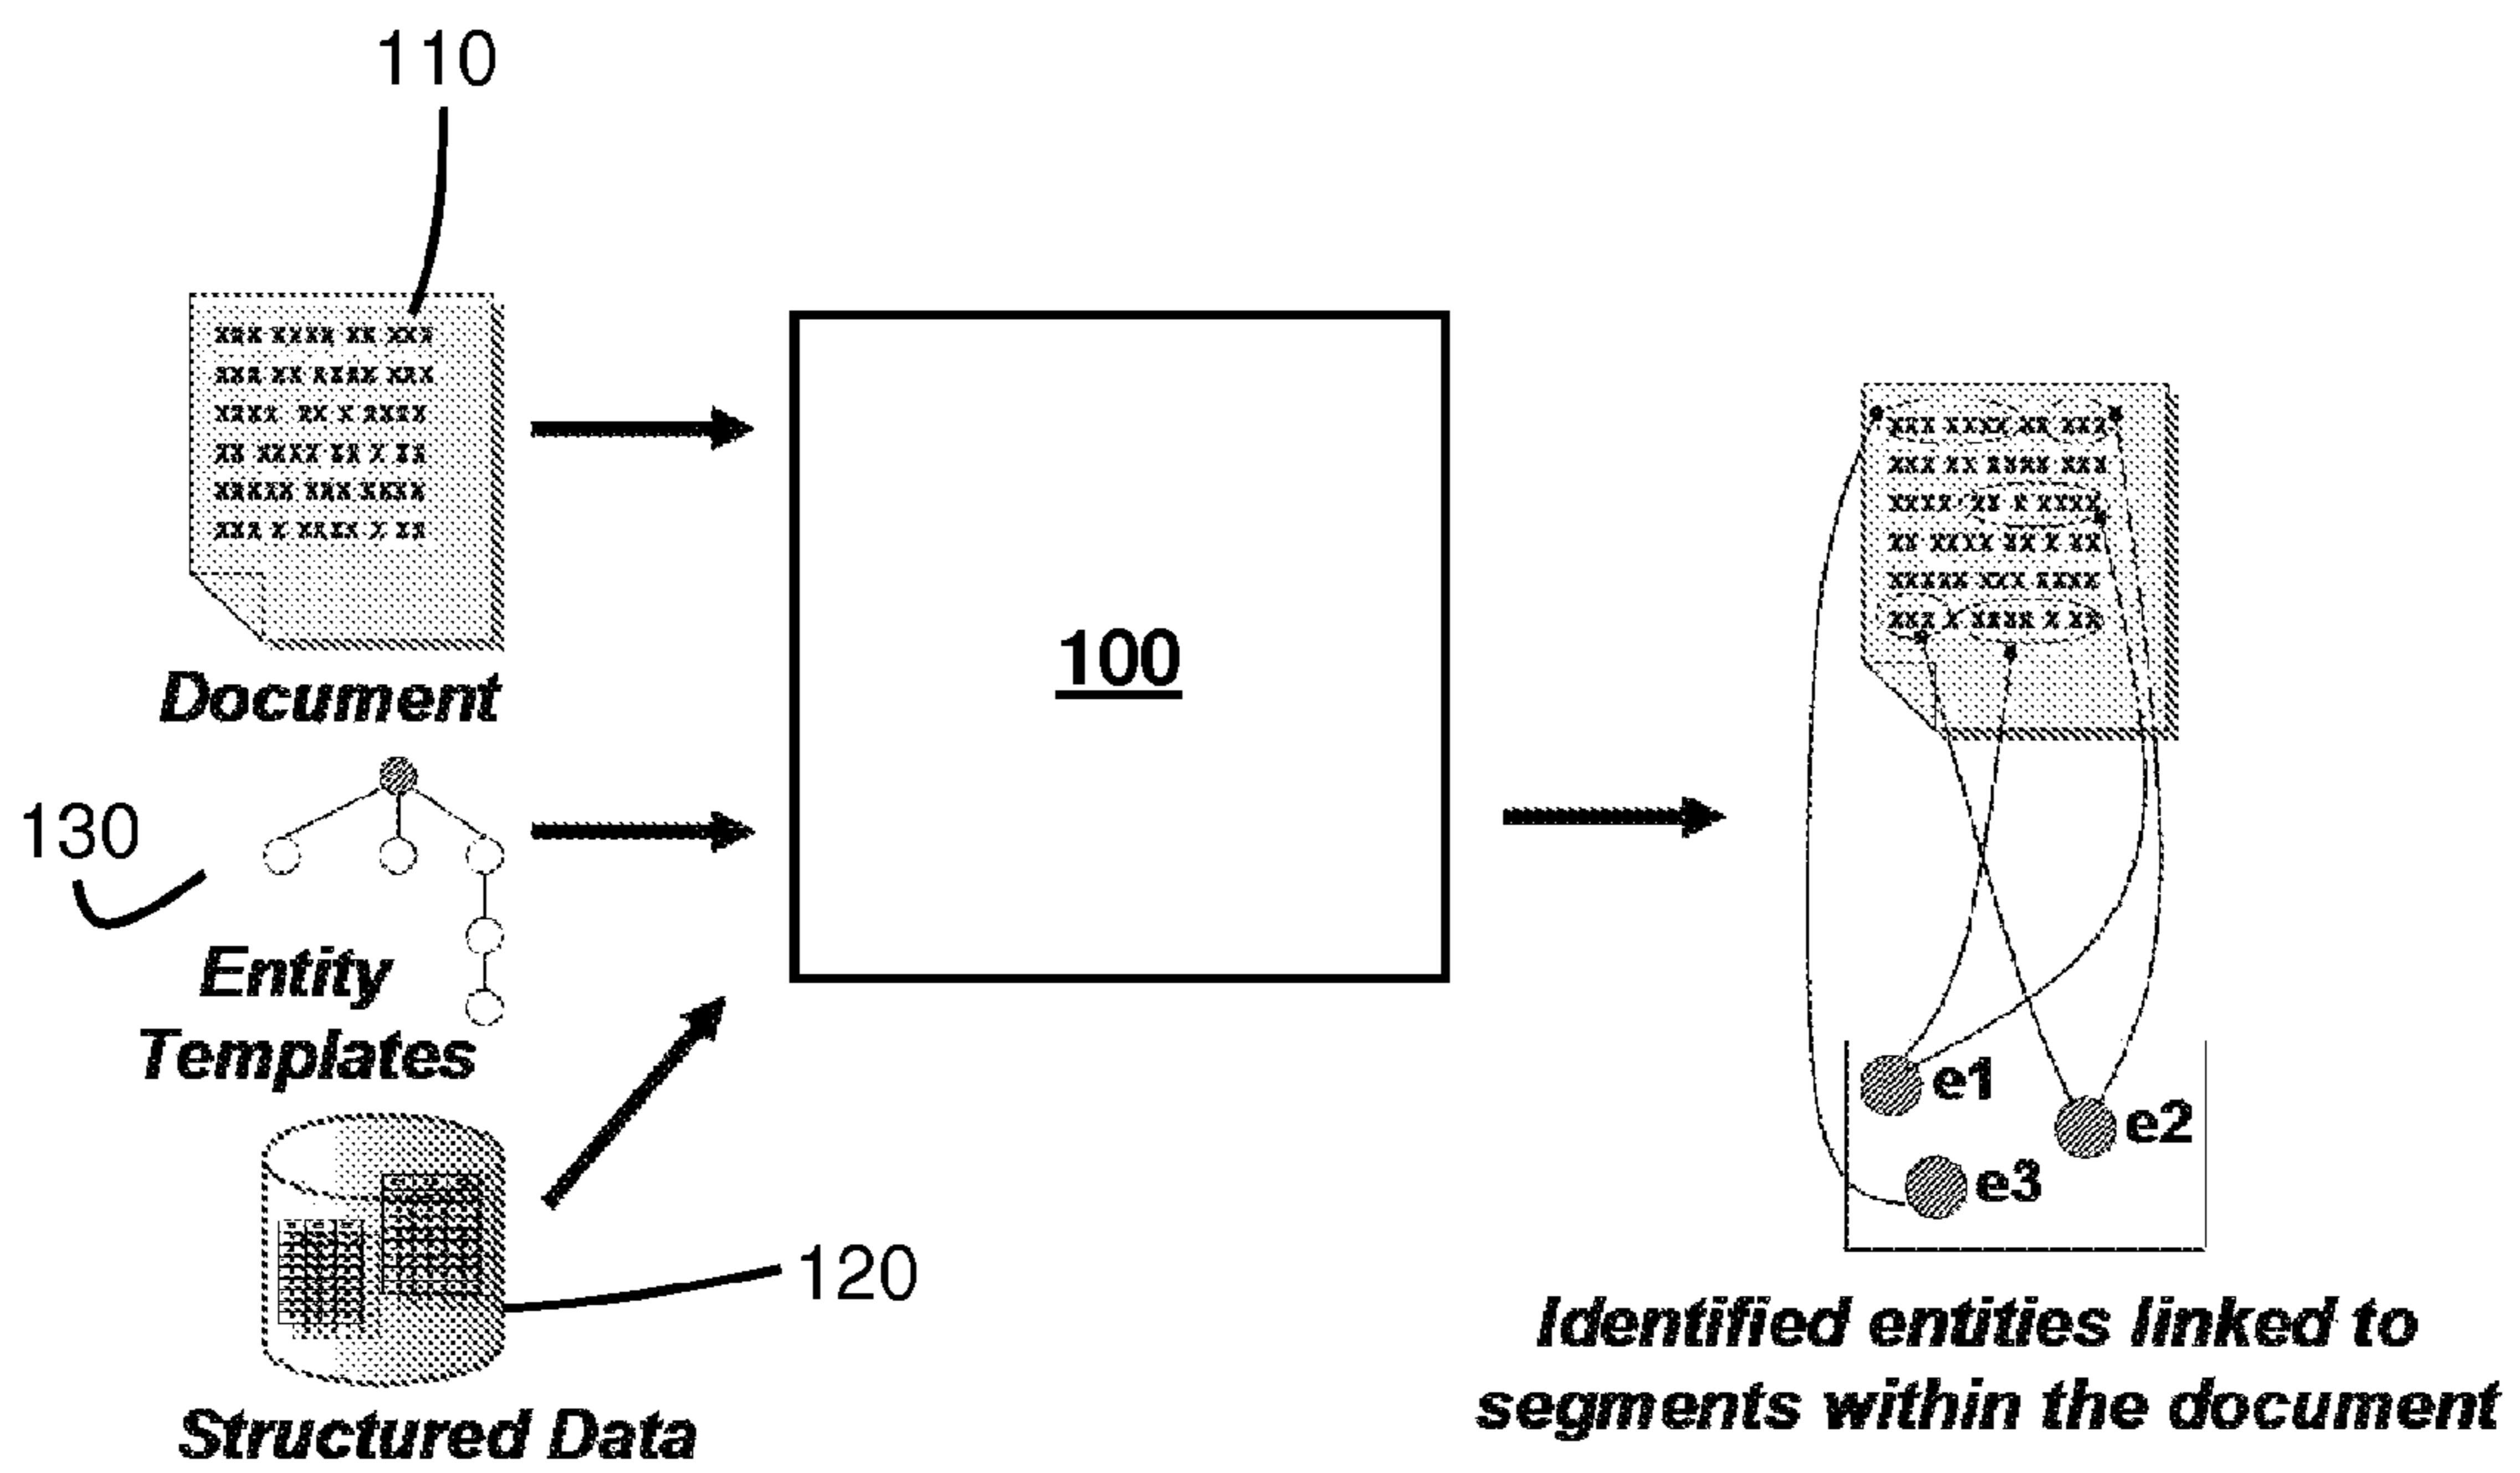 110
Document
130
Entity
Templates
120
Structured Data
100
e1
e2
e3
Identified entities linked to
segments within the document